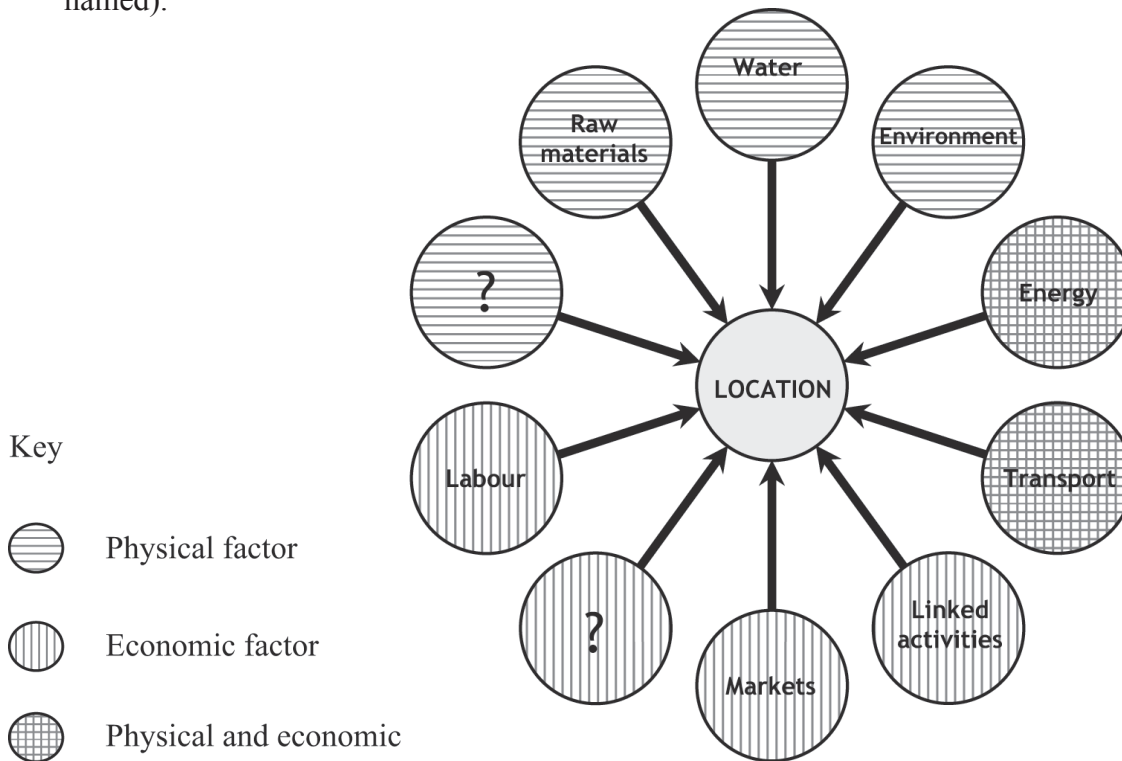 named).
Water
Raw
materials
Environment
?
Energy
LOCATION
Labour
Transport
?
Linked
activities
Markets
Key
Physical factor
Economic factor
Physical and economic